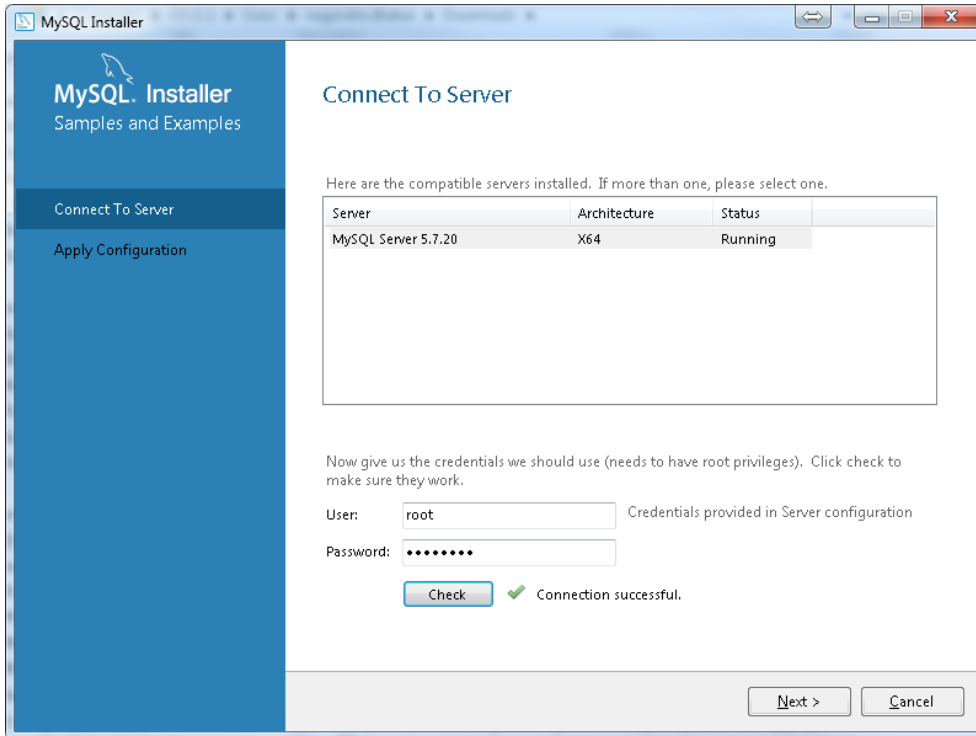 MySQL Installer
MySQL. Installer
Samples and Examples
Connect To Server
Apply Configuration
Connect To Server
Here are the compatible servers installed. If more than one, please select one.
Server Architecture Status
MySQL Server 5.7.20 X64 Running
Now give us the credentials we should use (needs to have root privileges). Click check to
make sure they work.
User: root Credentials provided in Server configuration
Password: ••••••••
Check Connection successful.
Next > Cancel